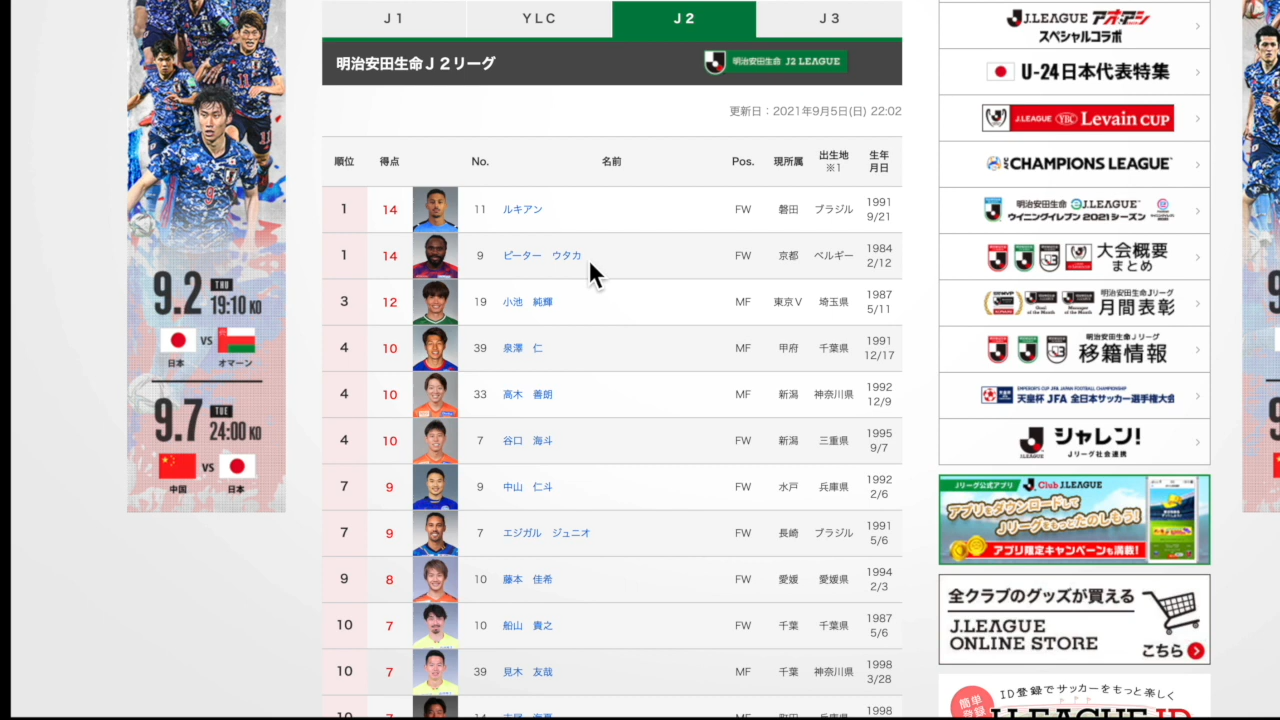 9.2 THU 19:10 KO
VS
日本 オマーン
9.7 TUE 24:00 KO
VS
中国 日本
J1 YLC J2 J3
明治安田生命J2リーグ 明治安田生命 J2 LEAGUE
更新日：2021年9月5日(日) 22:02
順位 得点 No. 名前 Pos. 現所属 出生地※1 生年月日
1 14 11 ルキアン FW 磐田 ブラジル 1991 9/21
1 14 9 ピーター ウタカ FW 京都 ベルギー 1984 2/12
3 12 19 小池 純輝 MF 東京V 埼玉県 1987 5/11
4 10 39 泉澤 仁 MF 甲府 千葉県 1991 12/17
4 10 33 高木 善朗 MF 新潟 神奈川県 1992 12/9
4 10 7 谷口 海斗 FW 新潟 三重県 1995 9/7
7 9 9 中山 仁斗 FW 水戸 兵庫県 1992 2/6
7 9 エジガル ジュニオ FW 長崎 ブラジル 1991 5/6
9 8 10 藤本 佳希 FW 愛媛 愛媛県 1994 2/3
10 7 10 船山 貴之 FW 千葉 千葉県 1987 5/6
10 7 39 見木 友哉 MF 千葉 神奈川県 1998 3/28
10 7 14 1998
J.LEAGUE アオアシ
スペシャルコラボ
U-24日本代表特集
J.LEAGUE YBC Levain CUP
AFC CHAMPIONS LEAGUE
明治安田生命 eJ.LEAGUE
ウイニングイレブン 2021シーズン
大会概要
まとめ
明治安田生命Jリーグ
月間表彰
明治安田生命Jリーグ
移籍情報
EMPEROR'S CUP JFA JAPAN FOOTBALL CHAMPIONSHIP
天皇杯 JFA 全日本サッカー選手権大会
シャレン!
J.LEAGUE Jリーグ社会連携
Jリーグ公式アプリ Club J.LEAGUE
アプリをダウンロードして
Jリーグをもっとたのしもう!
アプリ限定キャンペーンも満載!
全クラブのグッズが買える
J.LEAGUE
ONLINE STORE
こちら
簡単
登録
ID登録でサッカーをもっと楽しく
J.LEAGUE ID